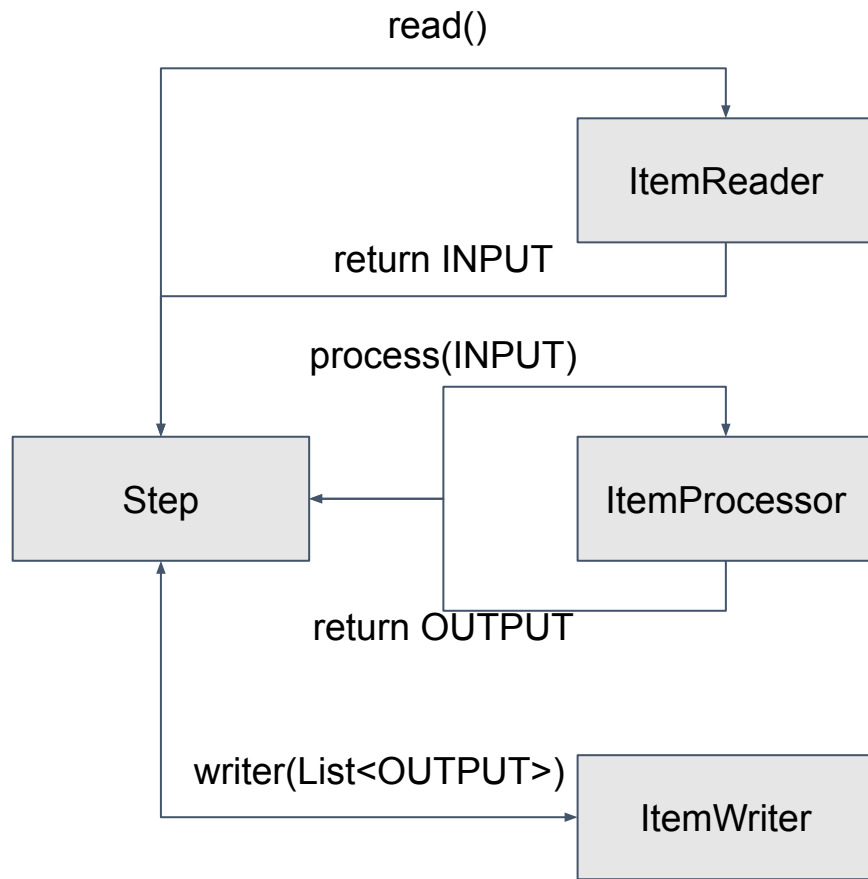 read()
ItemReader
return INPUT
process(INPUT)
Step
ItemProcessor
return OUTPUT
writer(List<OUTPUT>)
ItemWriter